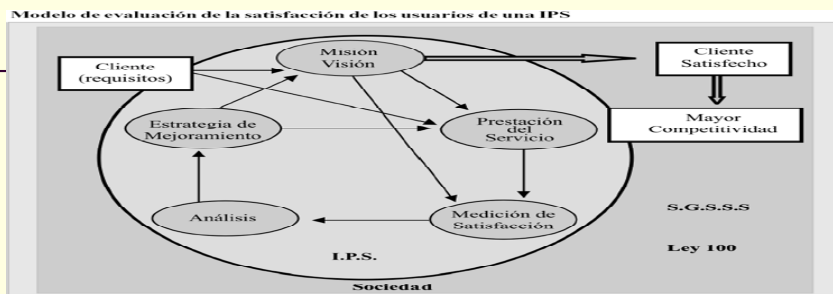 Modelo de evaluación de la satisfacción de los usuarios de una IPS
Cliente
(requisitos)
Misión
Visión
Cliente
Satisfecho
Estrategia de
Mejoramiento
Prestación
del
Servicio
Mayor
Competitividad
Análisis
Medición de
Satisfacción
S.G.S.S.S
I.P.S.
Ley 100
Sociedad